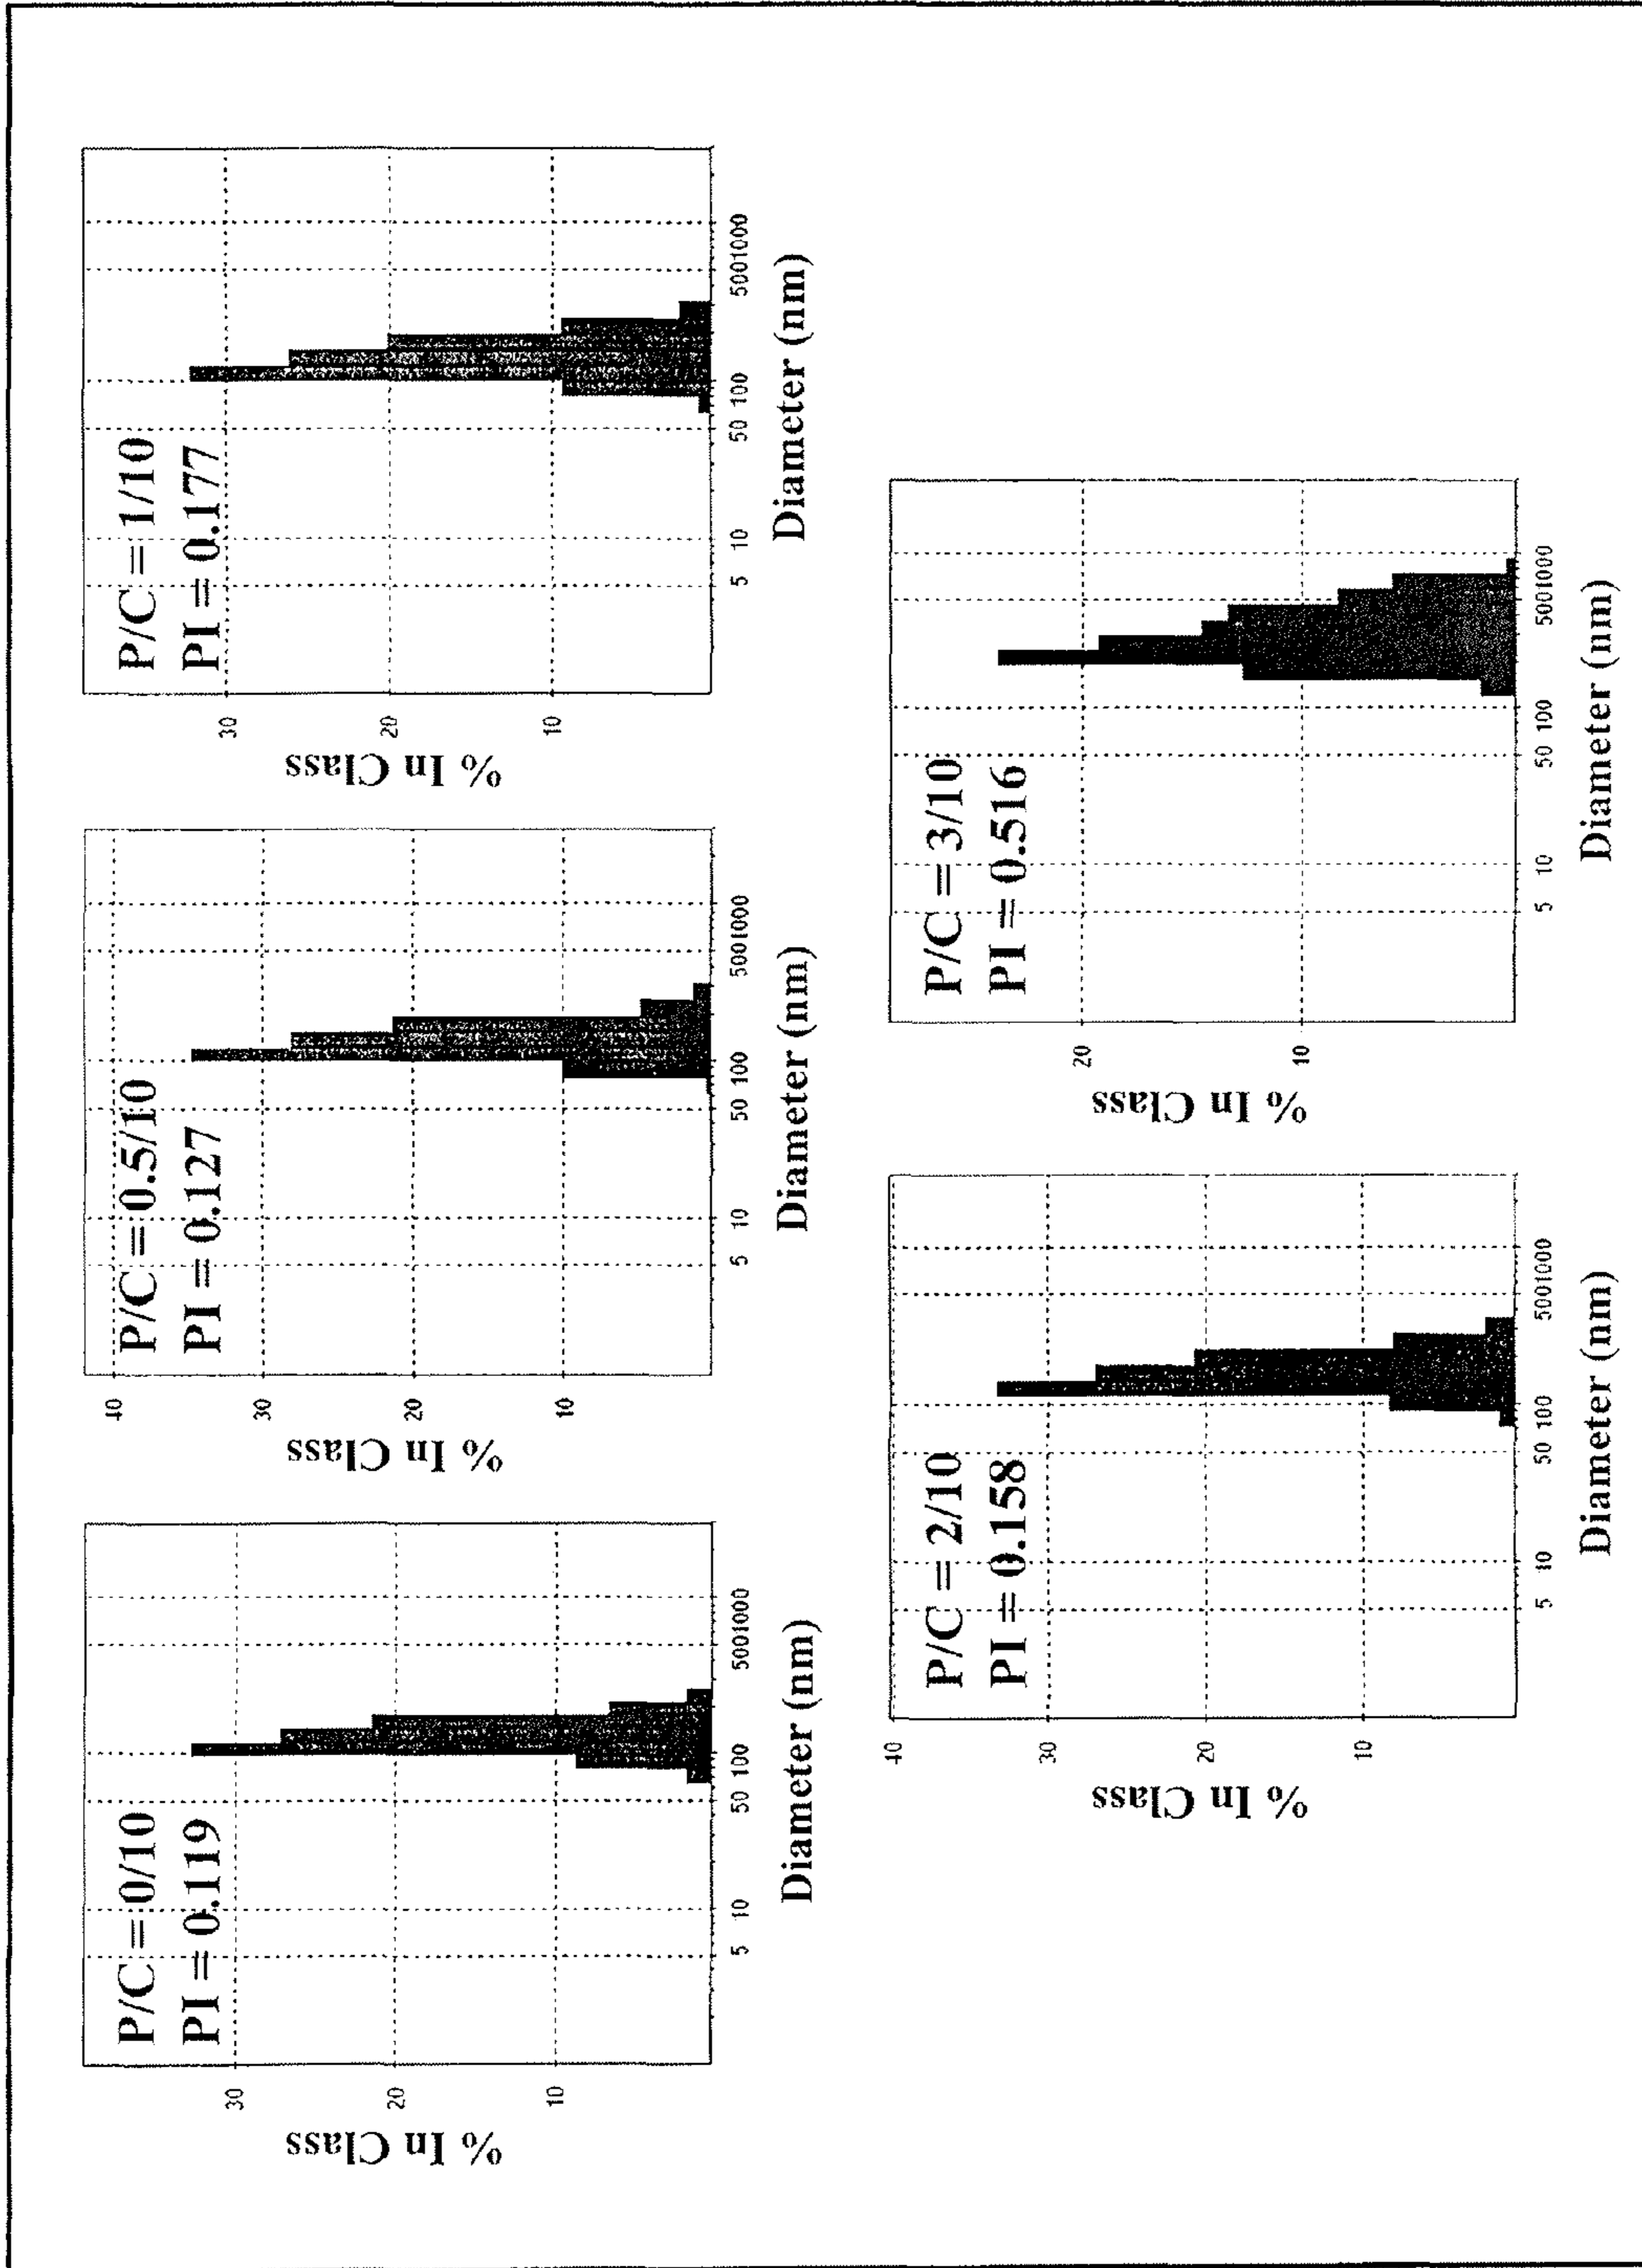 P/C = 0/10
PI = 0.119
30
20
10
% In Class
5 10 50 100 500 1000
Diameter (nm)
P/C = 0.5/10
PI = 0.127
40
30
20
10
% In Class
5 10 50 100 500 1000
Diameter (nm)
P/C = 1/10
PI = 0.177
30
20
10
% In Class
5 10 50 100 500 1000
Diameter (nm)
P/C = 2/10
PI = 0.158
40
30
20
10
% In Class
5 10 50 100 500 1000
Diameter (nm)
P/C = 3/10
PI = 0.516
20
10
% In Class
5 10 50 100 500 1000
Diameter (nm)